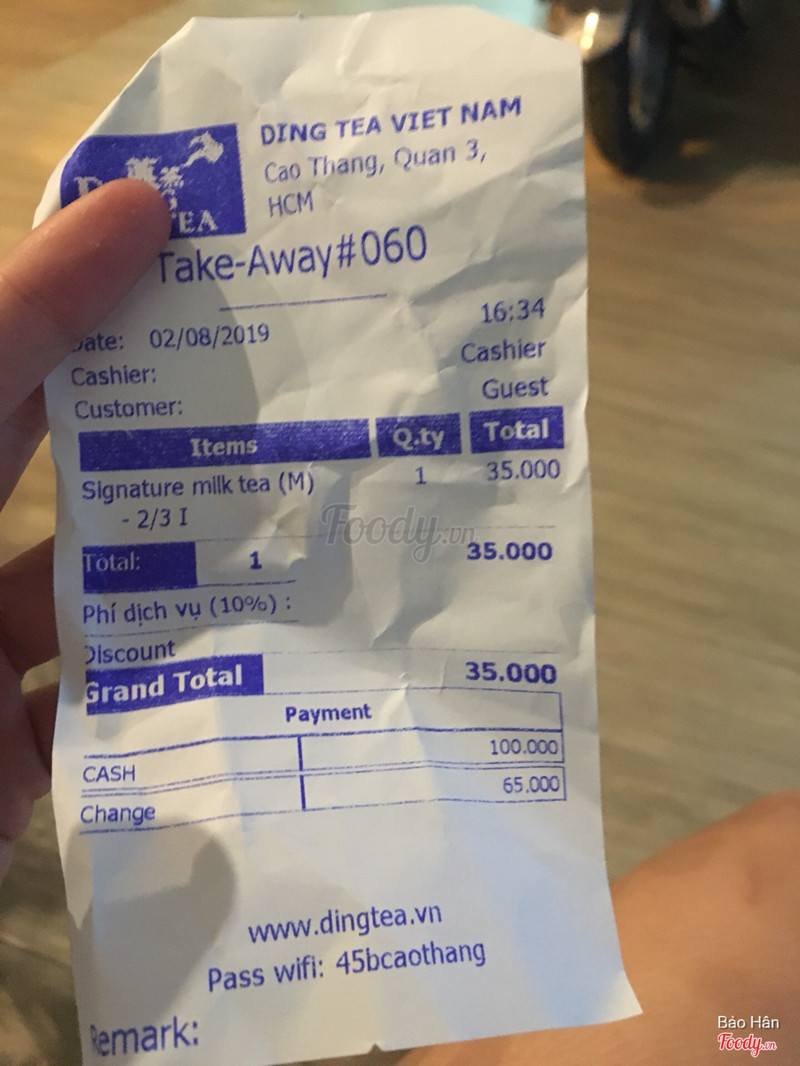 DING TEA VIET NAM
Cao Thang, Quan 3,
HCM
TEA
Take-Away#060
Date: 02/08/2019 16:34
Cashier: Cashier
Customer: Guest
Items Q.ty Total
Signature milk tea (M) 1 35.000
- 2/3 I
Foody.vn
Total: 1 35.000
Phí dịch vụ (10%) :
Discount
Grand Total 35.000
Payment
CASH 100.000
Change 65.000
www.dingtea.vn
Pass wifi: 45bcaothang
Remark:
Bảo Hân
Foody.vn